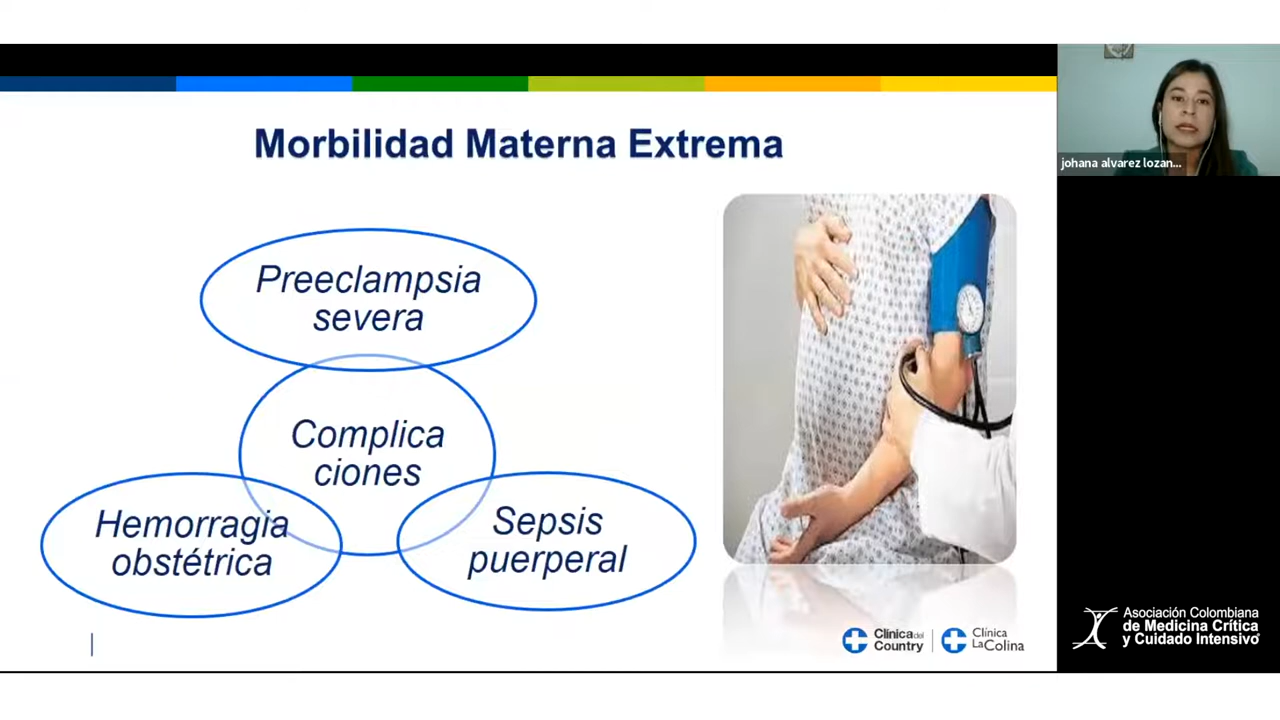 Morbilidad Materna Extrema
Preeclampsia
severa
Complica
ciones
Hemorragia
obstétrica
Sepsis
puerperal
Clínica del
Country
Clínica
La Colina
johana alvarez lozan...
Asociación Colombiana
de Medicina Crítica
y Cuidado Intensivo